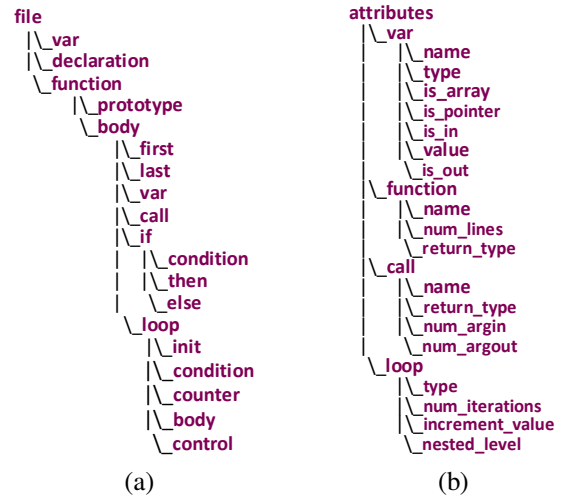 file
|\_var
|\_declaration
\_function
|\_prototype
\_body
|\_first
|\_last
|\_var
|\_call
|\_if
| |\_condition
| |\_then
| \_else
\_loop
|\_init
|\_condition
|\_counter
|\_body
\_control
(a)
attributes
|\_var
| |\_name
| |\_type
| |\_is_array
| |\_is_pointer
| |\_is_in
| |\_value
| \_is_out
|\_function
| |\_name
| |\_num_lines
| \_return_type
|\_call
| |\_name
| |\_return_type
| |\_num_argin
| \_num_argout
\_loop
|\_type
|\_num_iterations
|\_increment_value
\_nested_level
(b)